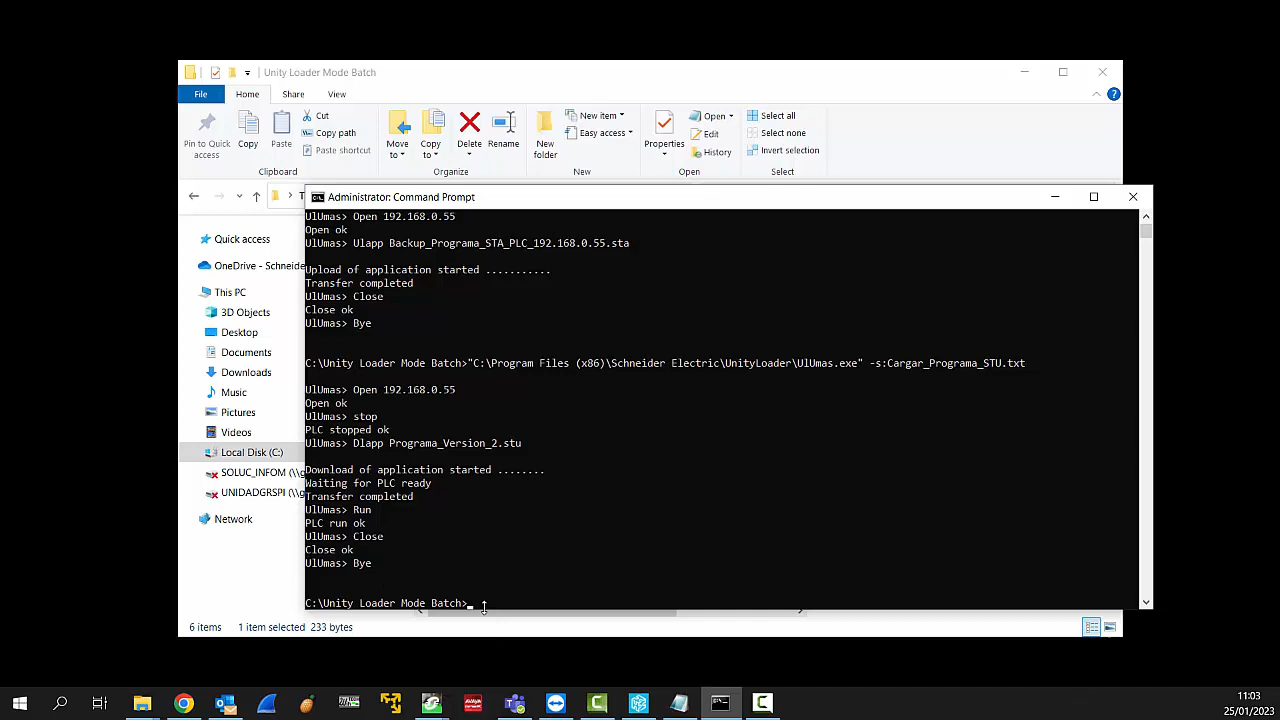 Unity Loader Mode Batch
File
Home
Share
View
Pin to Quick access
Copy
Paste
Cut
Copy path
Paste shortcut
Clipboard
Move to
Copy to
Delete
Rename
Organize
New folder
New item
Easy access
New
Properties
Open
Edit
History
Open
Select all
Select none
Invert selection
Select
T
Administrator: Command Prompt
Quick access
OneDrive - Schneide
This PC
3D Objects
Desktop
Documents
Downloads
Music
Pictures
Videos
Local Disk (C:)
SOLUC_INFOM (\\g
UNIDADGRSPI (\\g
Network
UlUmas> Open 192.168.0.55
Open ok
UlUmas> Ulapp Backup_Programa_STA_PLC_192.168.0.55.sta
Upload of application started ...........
Transfer completed
UlUmas> Close
Close ok
UlUmas> Bye
C:\Unity Loader Mode Batch>"C:\Program Files (x86)\Schneider Electric\UnityLoader\UlUmas.exe" -s:Cargar_Programa_STU.txt
UlUmas> Open 192.168.0.55
Open ok
UlUmas> stop
PLC stopped ok
UlUmas> Dlapp Programa_Version_2.stu
Download of application started ........
Waiting for PLC ready
Transfer completed
UlUmas> Run
PLC run ok
UlUmas> Close
Close ok
UlUmas> Bye
C:\Unity Loader Mode Batch>_
6 items 1 item selected 233 bytes
11:03
25/01/2023